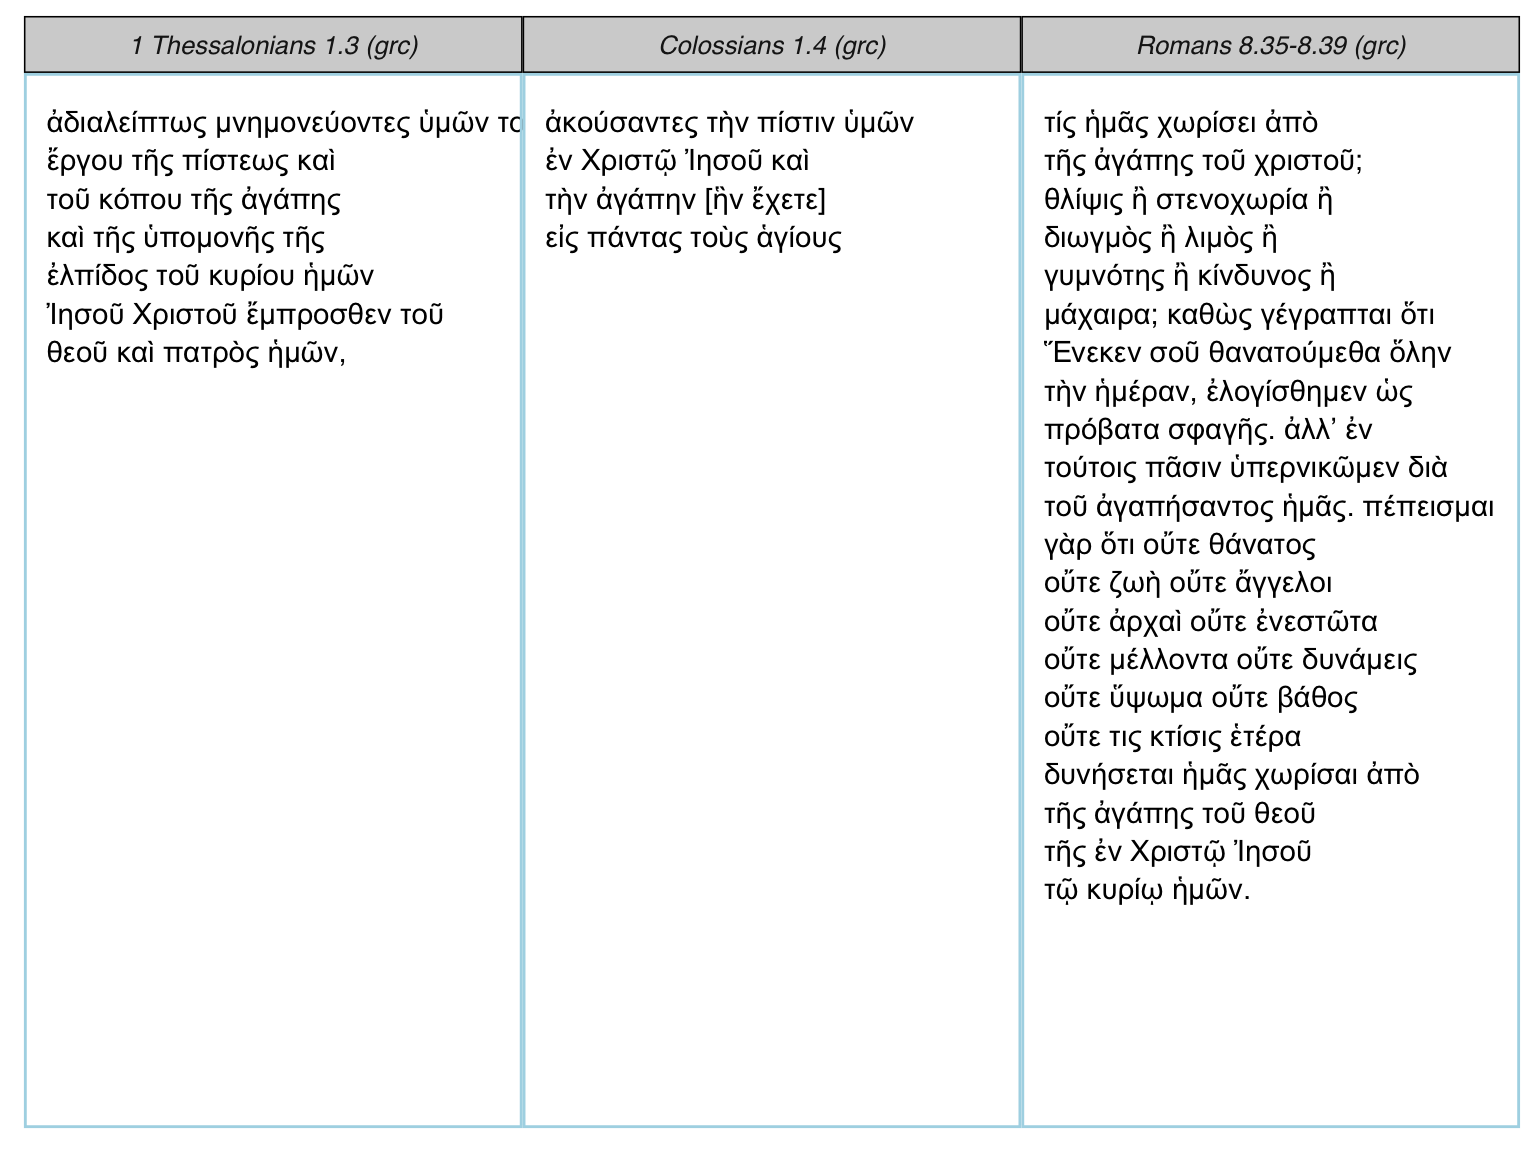 1 Thessalonians 1.3 (grc)
ἀδιαλείπτως μνημονεύοντες ὑμῶν
ἔργου τῆς πίστεως καὶ
τοῦ κόπου τῆς ἀγάπης
καὶ τῆς ὑπομονῆς τῆς
ἐλπίδος τοῦ κυρίου ἡμῶν
Ἰησοῦ Χριστοῦ ἔμπροσθεν τοῦ
θεοῦ καὶ πατρὸς ἡμῶν,
Colossians 1.4 (grc)
ἀκούσαντες τὴν πίστιν ὑμῶν
ἐν Χριστῷ Ἰησοῦ καὶ
τὴν ἀγάπην [ἣν ἔχετε]
εἰς πάντας τοὺς ἁγίους
Romans 8.35-8.39 (grc)
τίς ἡμᾶς χωρίσει ἀπὸ
τῆς ἀγάπης τοῦ χριστοῦ;
θλίψις ἢ στενοχωρία ἢ
διωγμὸς ἢ λιμὸς ἢ
γυμνότης ἢ κίνδυνος ἢ
μάχαιρα; καθὼς γέγραπται ὅτι
Ἕνεκεν σοῦ θανατούμεθα ὅλην
τὴν ἡμέραν, ἐλογίσθημεν ὡς
πρόβατα σφαγῆς. ἀλλ’ ἐν
τούτοις πᾶσιν ὑπερνικῶμεν διὰ
τοῦ ἀγαπήσαντος ἡμᾶς. πέπεισμαι
γὰρ ὅτι οὔτε θάνατος
οὔτε ζωὴ οὔτε ἄγγελοι
οὔτε ἀρχαὶ οὔτε ἐνεστῶτα
οὔτε μέλλοντα οὔτε δυνάμεις
οὔτε ὕψωμα οὔτε βάθος
οὔτε τις κτίσις ἑτέρα
δυνήσεται ἡμᾶς χωρίσαι ἀπὸ
τῆς ἀγάπης τοῦ θεοῦ
τῆς ἐν Χριστῷ Ἰησοῦ
τῷ κυρίῳ ἡμῶν.